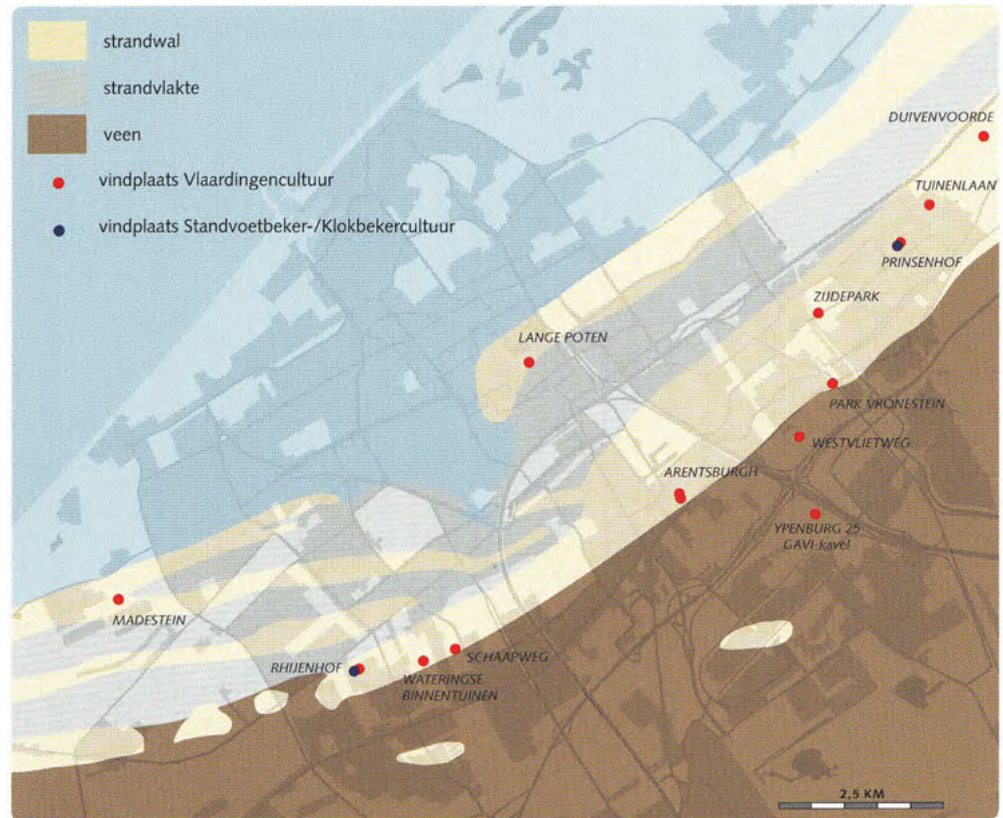 strandwal
strandvlakte
veen
vindplaats Vlaardingencultuur
vindplaats Standvoetbeker-/Klokbekercultuur
DUIVENVOORDE
TUINENLAAN
PRINSENHOF
ZIJDEPARK
LANGE POTEN
PARK VRONESTEIN
WESTVLIETWEG
ARENTSBURGH
YPENBURG 25
GAVI-kavel
MADESTEIN
RHIJENHOF
SCHAAPWEG
WATERINGSE
BINNENTUINEN
2,5 KM